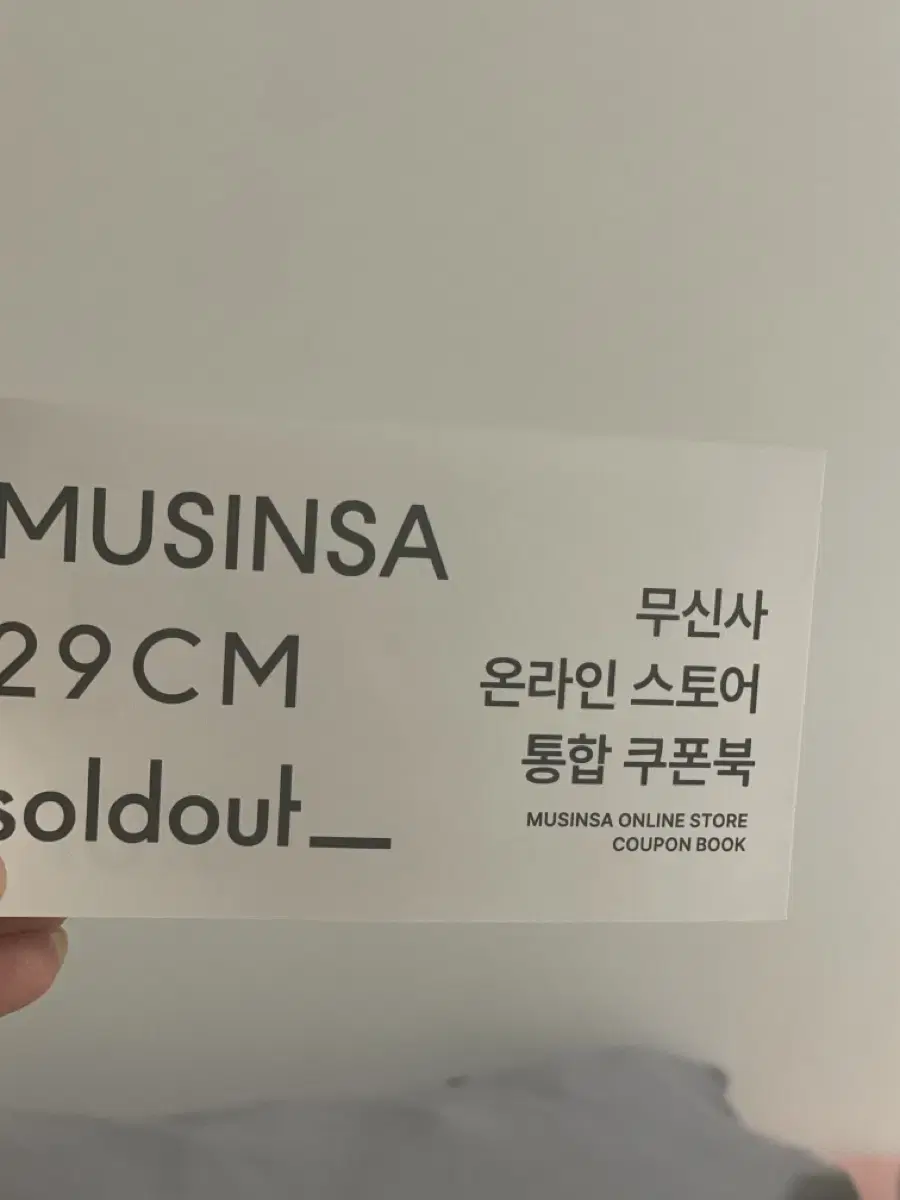 MUSINSA
29CM
soldout_
무신사
온라인 스토어
통합 쿠폰북
MUSINSA ONLINE STORE
COUPON BOOK